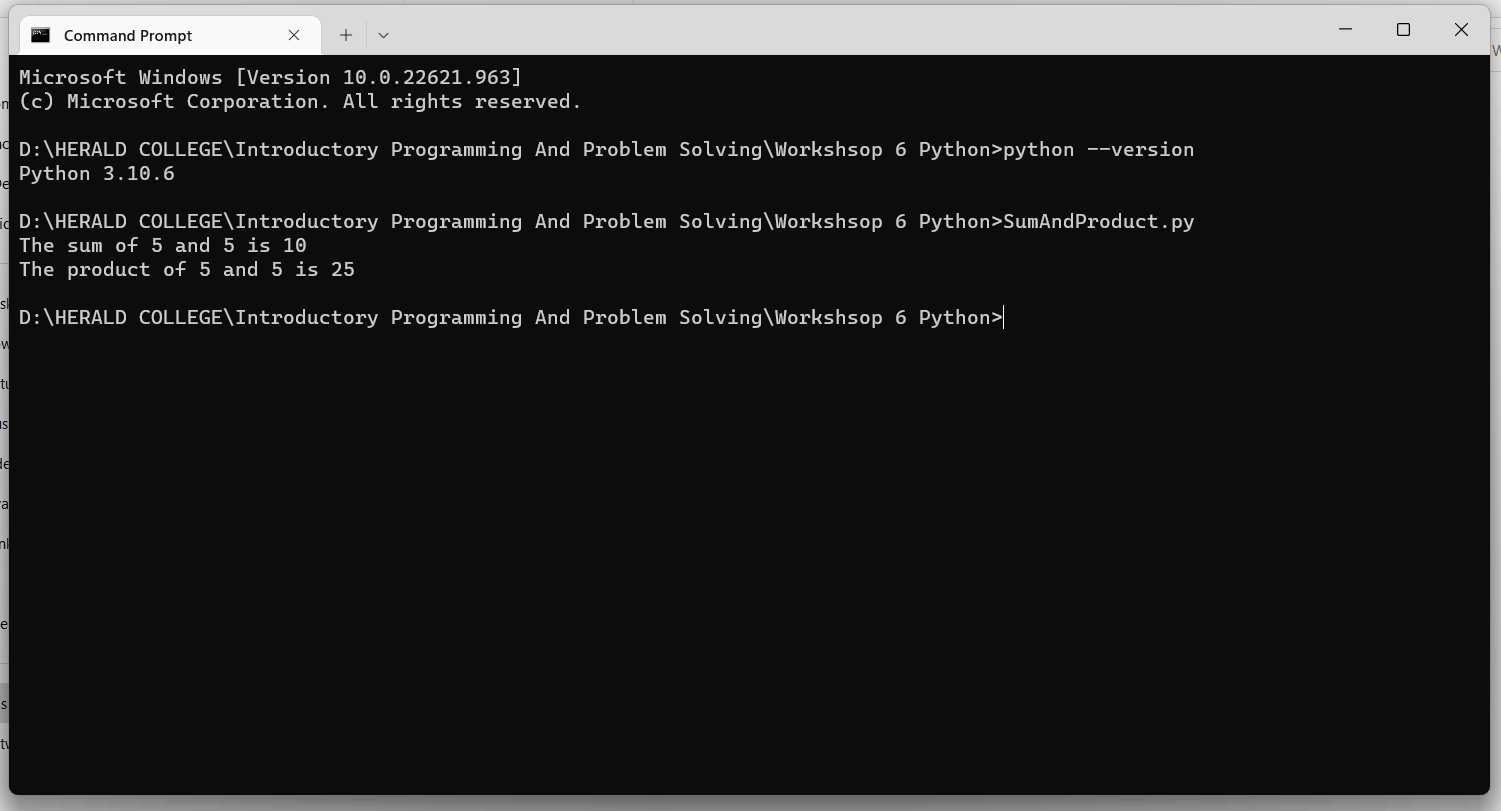 Command Prompt
Microsoft Windows [Version 10.0.22621.963]
(c) Microsoft Corporation. All rights reserved.
D:\HERALD COLLEGE\Introductory Programming And Problem Solving\Workshsop 6 Python>python --version
Python 3.10.6
D:\HERALD COLLEGE\Introductory Programming And Problem Solving\Workshsop 6 Python>SumAndProduct.py
The sum of 5 and 5 is 10
The product of 5 and 5 is 25
D:\HERALD COLLEGE\Introductory Programming And Problem Solving\Workshsop 6 Python>